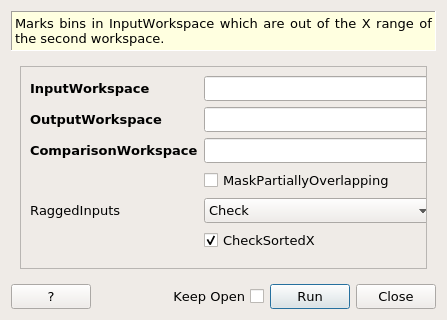 Marks bins in InputWorkspace which are out of the X range of
the second workspace.
InputWorkspace
OutputWorkspace
ComparisonWorkspace
MaskPartiallyOverlapping
RaggedInputs Check
CheckSortedX
? Keep Open Run Close